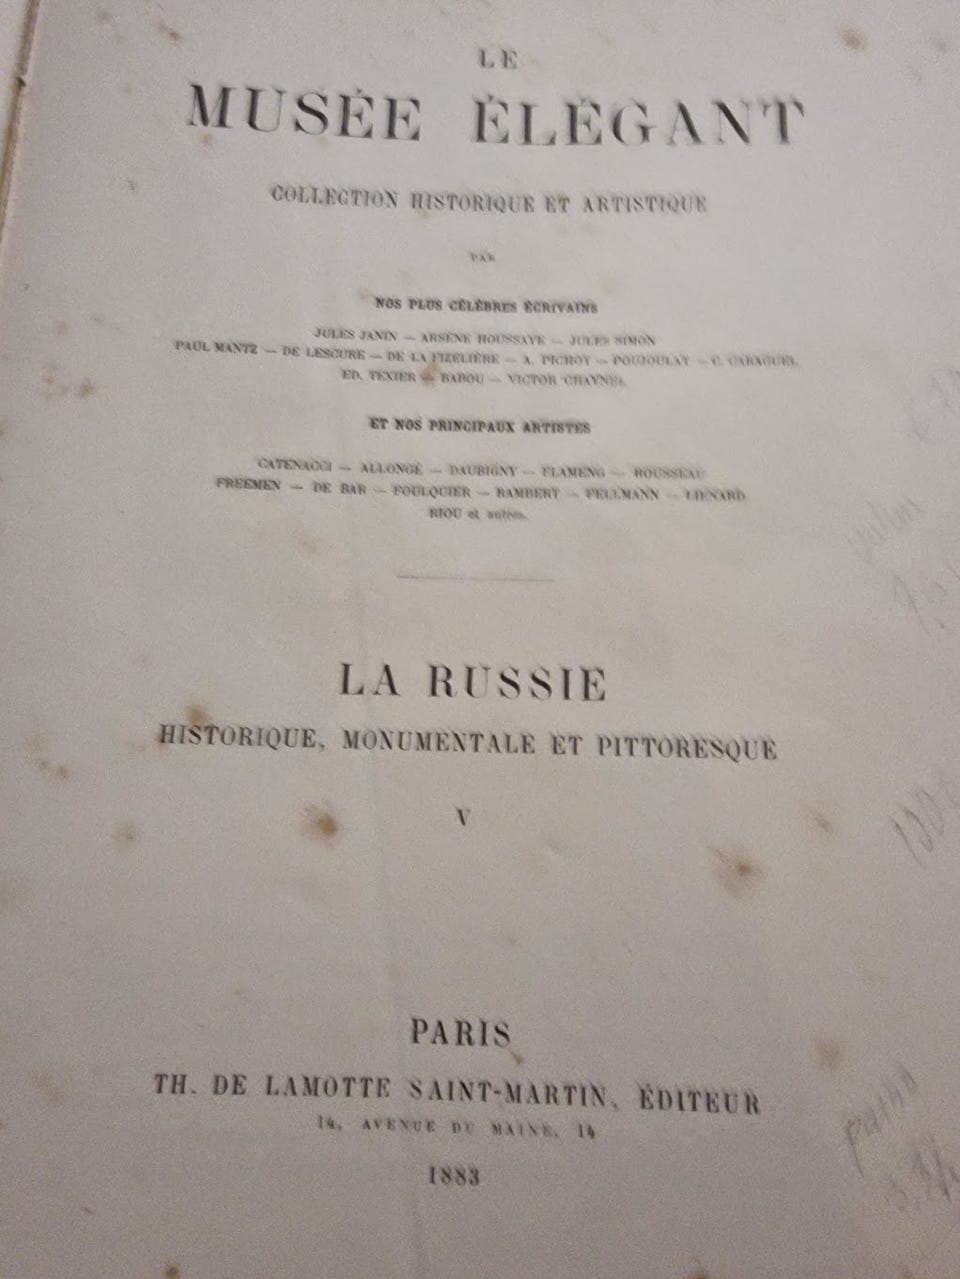 LE
MUSÉE ÉLÉGANT
COLLECTION HISTORIQUE ET ARTISTIQUE
PAR
NOS PLUS CÉLÈBRES ÉCRIVAINS
JULES JANIN — ARSÈNE HOUSSAYE — JULES SIMON
PAUL MANTZ — DE LESCURE — DE LA FIZELIÈRE — A. PICHOT — POUJOULAT — C. CARAGUEL
ED. TEXIER — BABOU — VICTOR
ET NOS PRINCIPAUX ARTISTES
CATENACCI — ALLONGÉ — DAUBIGNY — FLAMENG — ROUSSEAU
FREEMEN — DE BAR — FOULQUIER — RAMBERT — FELLMANN — LIENARD
RIOU et autres.
LA RUSSIE
HISTORIQUE, MONUMENTALE ET PITTORESQUE
V
PARIS
TH. DE LAMOTTE SAINT-MARTIN, ÉDITEUR
14, AVENUE DU MAINE, 14
1883